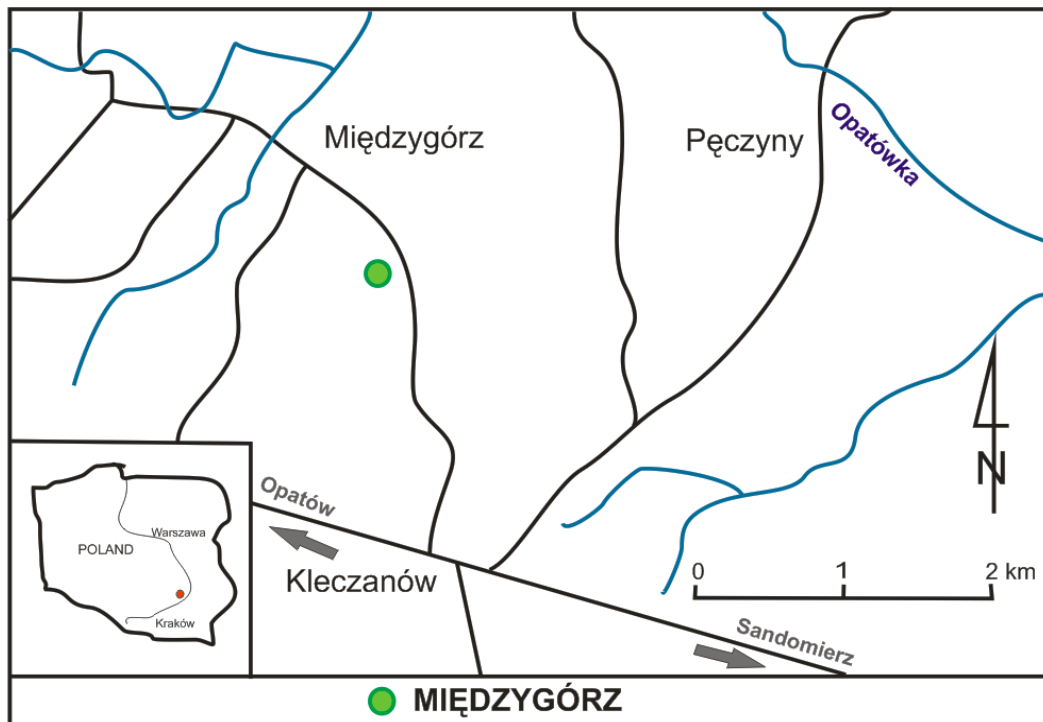 Międzygórz
Pęczyny
Opatówka
Opatów
Kleczanów
Sandomierz
N
0 1 2 km
Warszawa
POLAND
Kraków
MIĘDZYGÓRZ